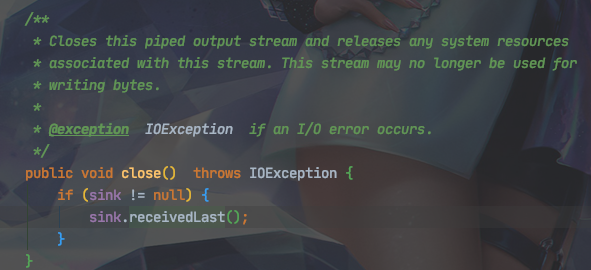 /**
 * Closes this piped output stream and releases any system resources
 * associated with this stream. This stream may no longer be used for
 * writing bytes.
 *
 * @exception  IOException  if an I/O error occurs.
 */
public void close()  throws IOException {
    if (sink != null) {
        sink.receivedLast();
    }
}